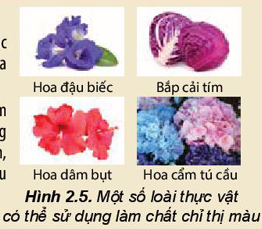 c
a
Hoa đậu biếc
Bắp cải tím
m
g
n,
u
Hoa dâm bụt
Hoa cẩm tú cầu
Hình 2.5. Một số loài thực vật
có thể sử dụng làm chất chỉ thị màu